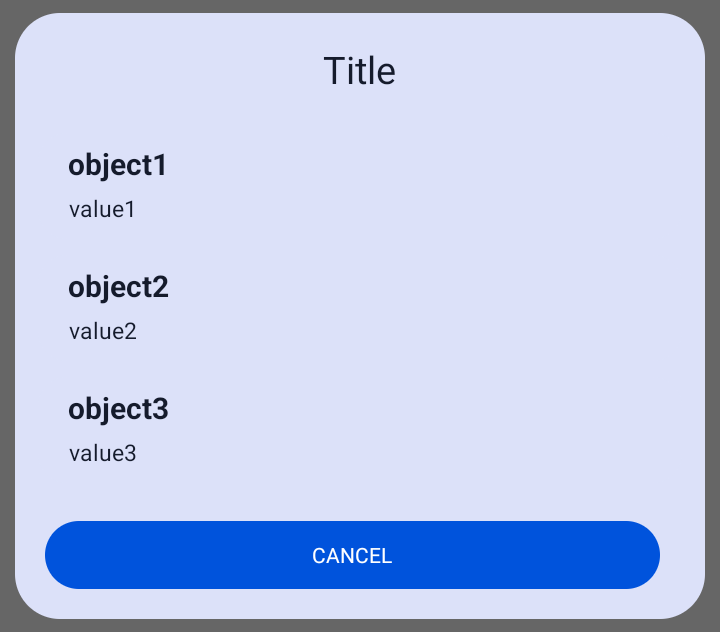 Title
object1
value1
object2
value2
object3
value3
CANCEL